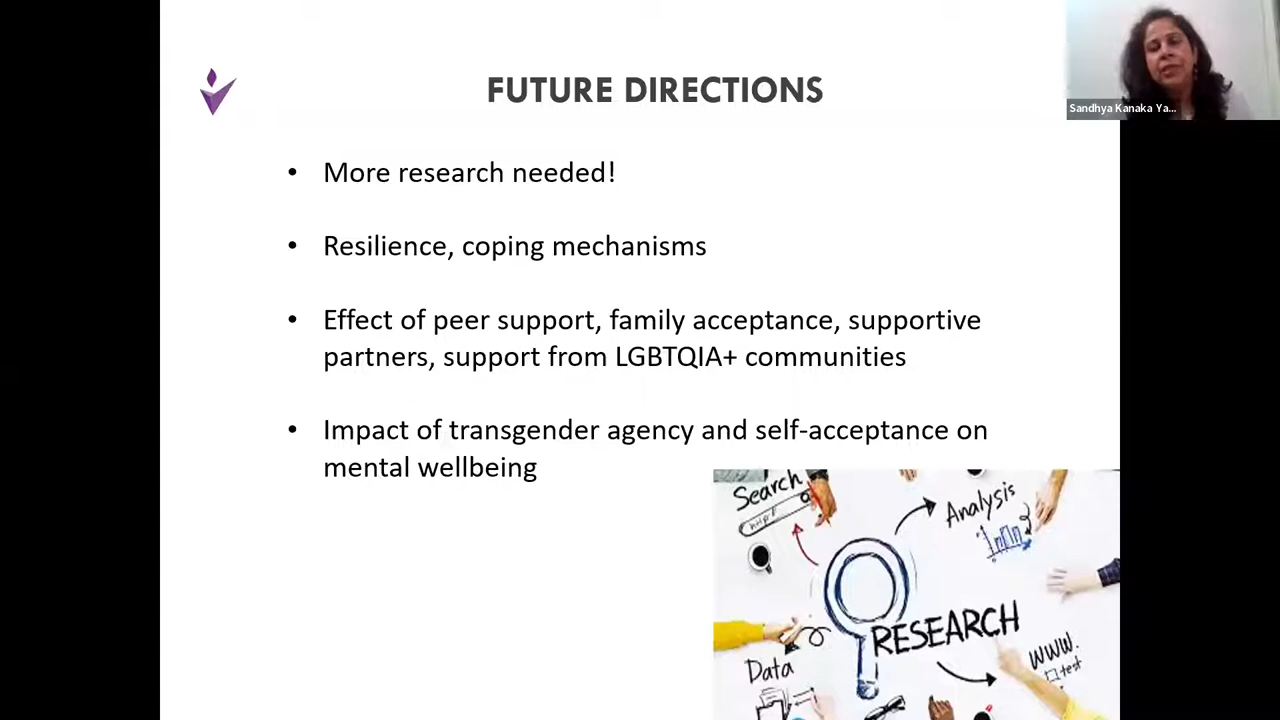 FUTURE DIRECTIONS
Sandhya Kanaka Ya...
• More research needed!
• Resilience, coping mechanisms
• Effect of peer support, family acceptance, supportive
partners, support from LGBTQIA+ communities
• Impact of transgender agency and self-acceptance on
mental wellbeing
Search
http://
Analysis
RESEARCH
WWW.
test
Data